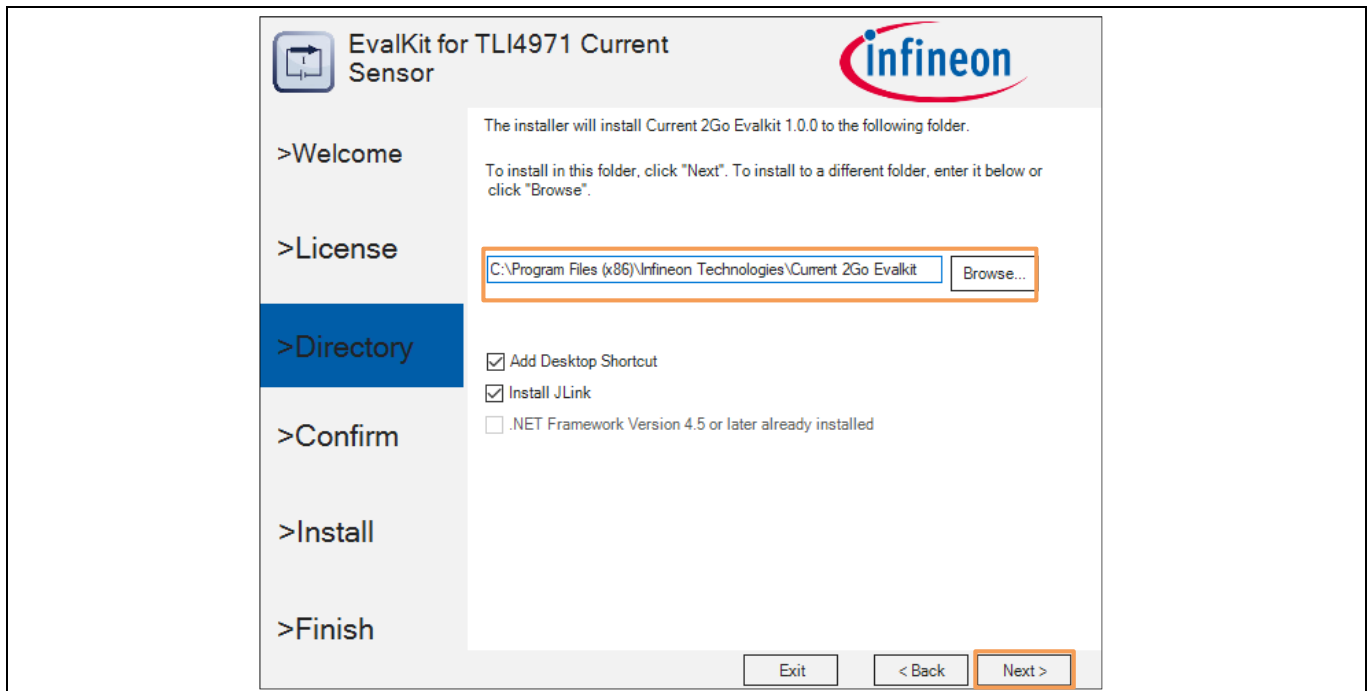 EvalKit for TLI4971 Current
Sensor
infineon
>Welcome
>License
>Directory
>Confirm
>Install
>Finish
The installer will install Current 2Go Evalkit 1.0.0 to the following folder.
To install in this folder, click "Next". To install to a different folder, enter it below or
click "Browse".
C:\Program Files (x86)\Infineon Technologies\Current 2Go Evalkit
Browse...
Add Desktop Shortcut
Install JLink
.NET Framework Version 4.5 or later already installed
Exit
< Back
Next >